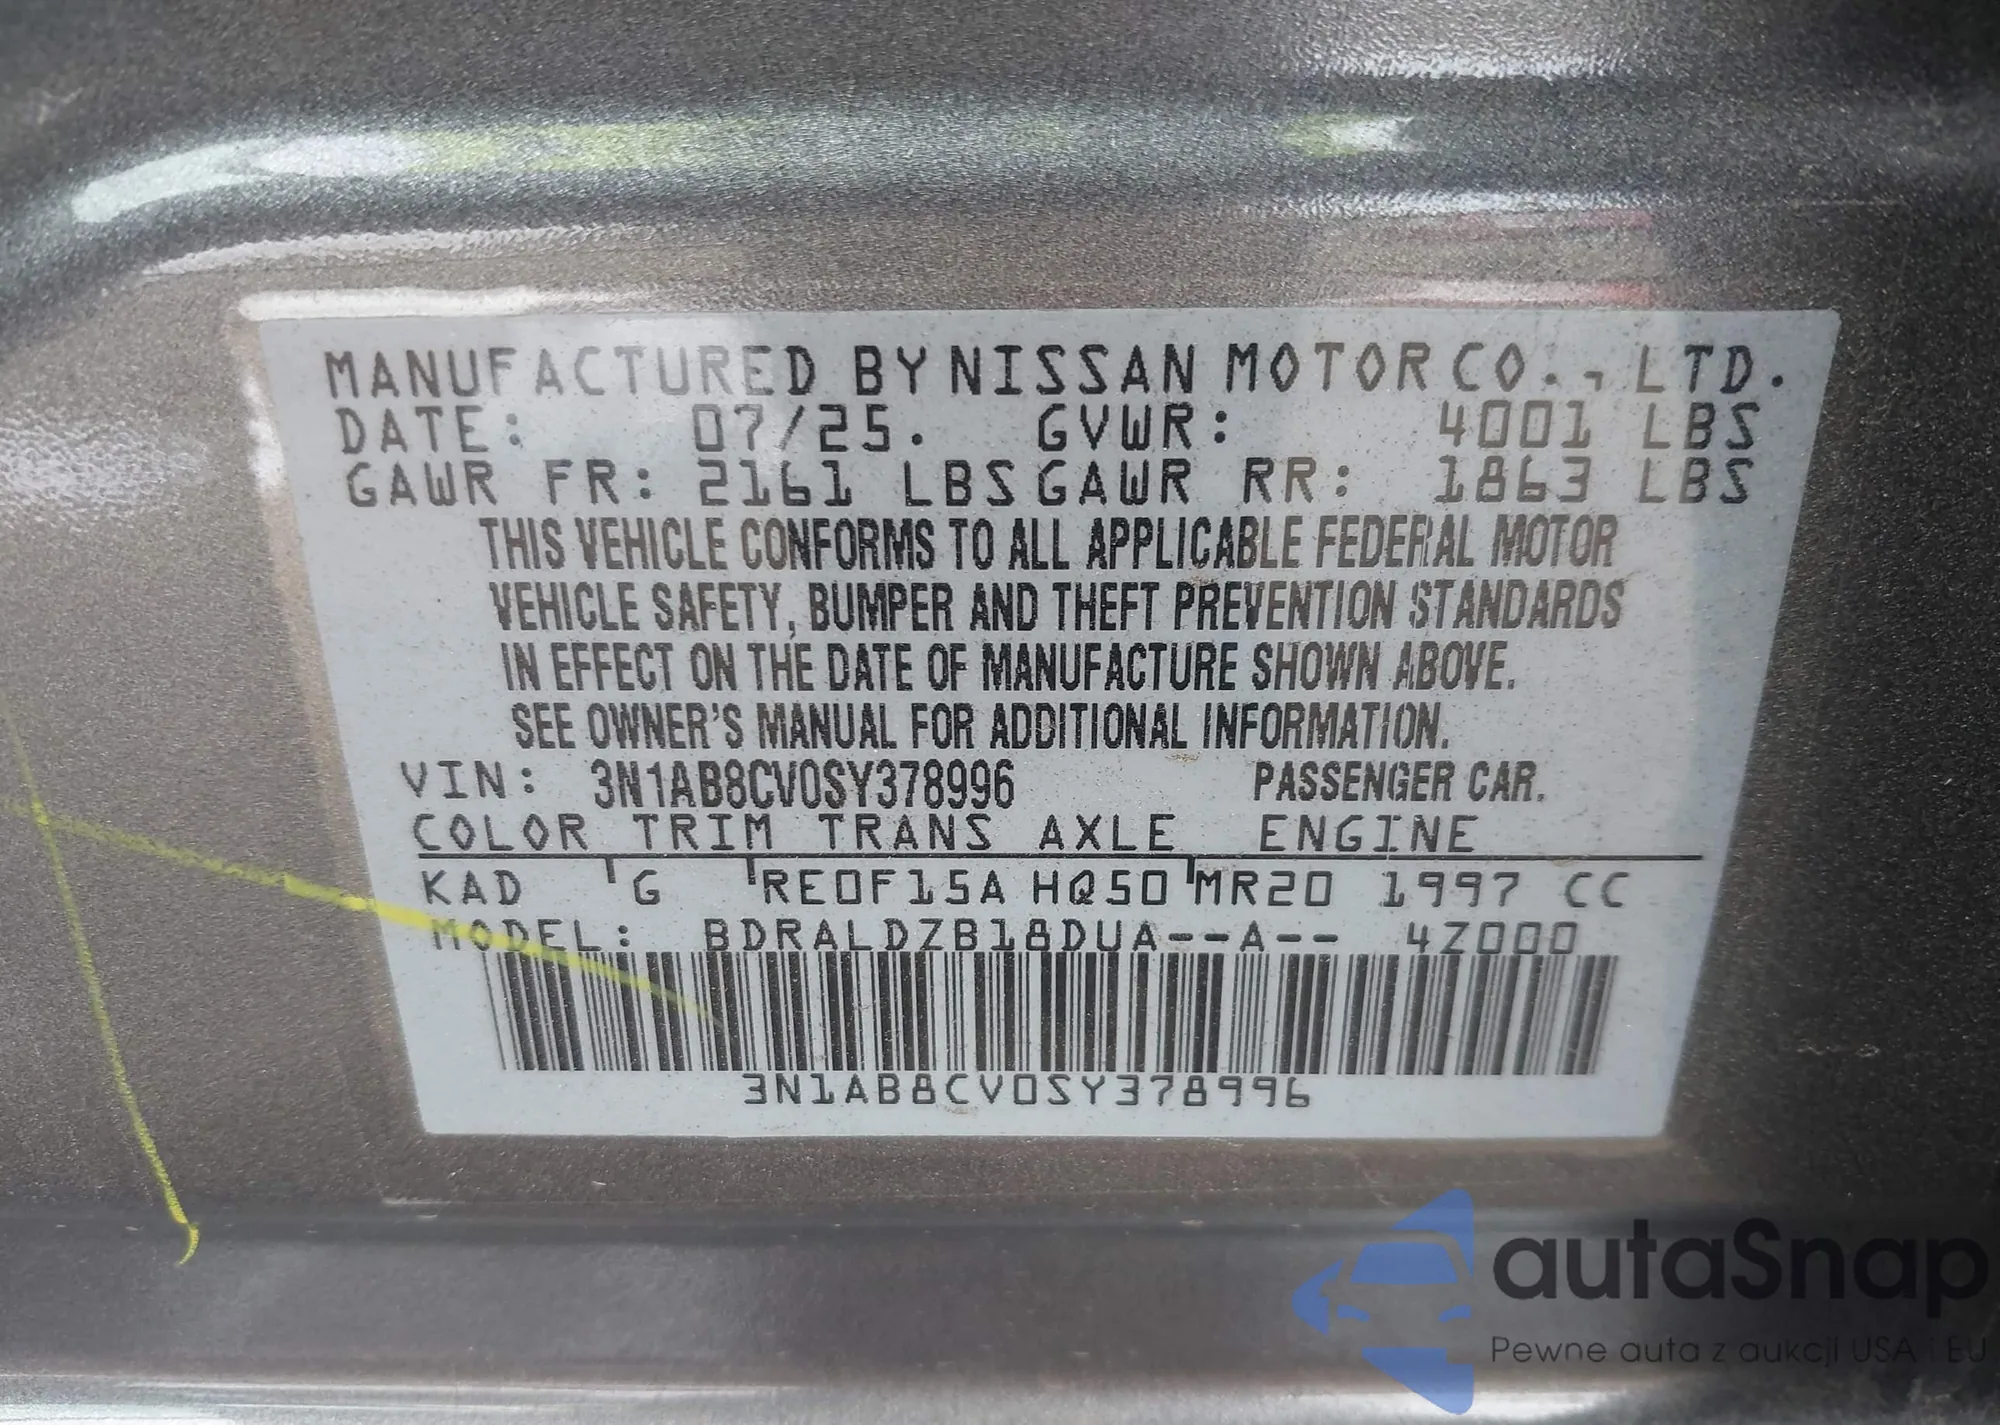 MANUFACTURED BY NISSAN MOTOR CO., LTD.
DATE: 07/25. GVWR: 4001 LBS
GAWR FR: 2161 LBS GAWR RR: 1863 LBS
THIS VEHICLE CONFORMS TO ALL APPLICABLE FEDERAL MOTOR
VEHICLE SAFETY, BUMPER AND THEFT PREVENTION STANDARDS
IN EFFECT ON THE DATE OF MANUFACTURE SHOWN ABOVE.
SEE OWNER'S MANUAL FOR ADDITIONAL INFORMATION.
VIN: 3N1AB8CV0SY378996 PASSENGER CAR.
COLOR TRIM TRANS AXLE ENGINE
KAD G RE0F15A HQ50 MR20 1997 CC
MODEL: BDRALDZB18DUA--A-- 4Z000
3N1AB8CV0SY378996
autaSnap
Pewne auta z aukcji USA i EU